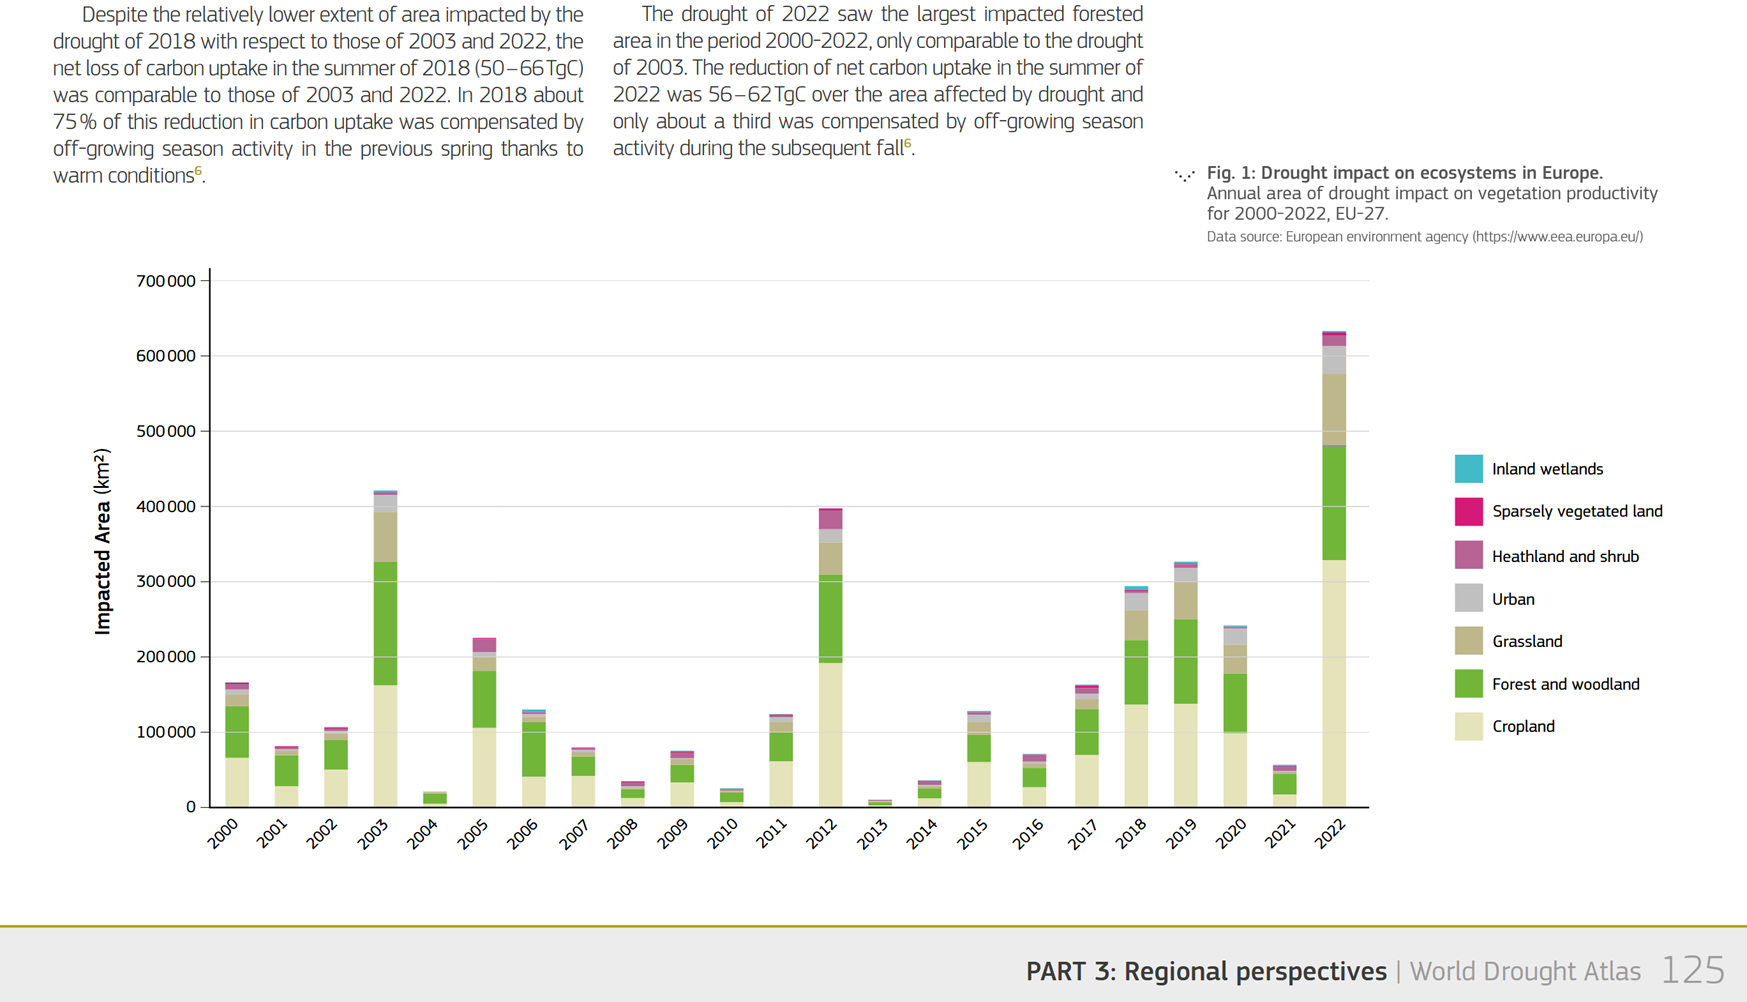 Despite the relatively lower extent of area impacted by the
drought of 2018 with respect to those of 2003 and 2022, the
net loss of carbon uptake in the summer of 2018 (50–66 TgC)
was comparable to those of 2003 and 2022. In 2018 about
75 % of this reduction in carbon uptake was compensated by
off-growing season activity in the previous spring thanks to
warm conditions⁶.
The drought of 2022 saw the largest impacted forested
area in the period 2000-2022, only comparable to the drought
of 2003. The reduction of net carbon uptake in the summer of
2022 was 56–62 TgC over the area affected by drought and
only about a third was compensated by off-growing season
activity during the subsequent fall⁶.
Fig. 1: Drought impact on ecosystems in Europe.
Annual area of drought impact on vegetation productivity
for 2000-2022, EU-27.
Data source: European environment agency (https://www.eea.europa.eu/)
Impacted Area (km²)
700 000
600 000
500 000
400 000
300 000
200 000
100 000
0
2000
2001
2002
2003
2004
2005
2006
2007
2008
2009
2010
2011
2012
2013
2014
2015
2016
2017
2018
2019
2020
2021
2022
Inland wetlands
Sparsely vegetated land
Heathland and shrub
Urban
Grassland
Forest and woodland
Cropland
PART 3: Regional perspectives | World Drought Atlas 125